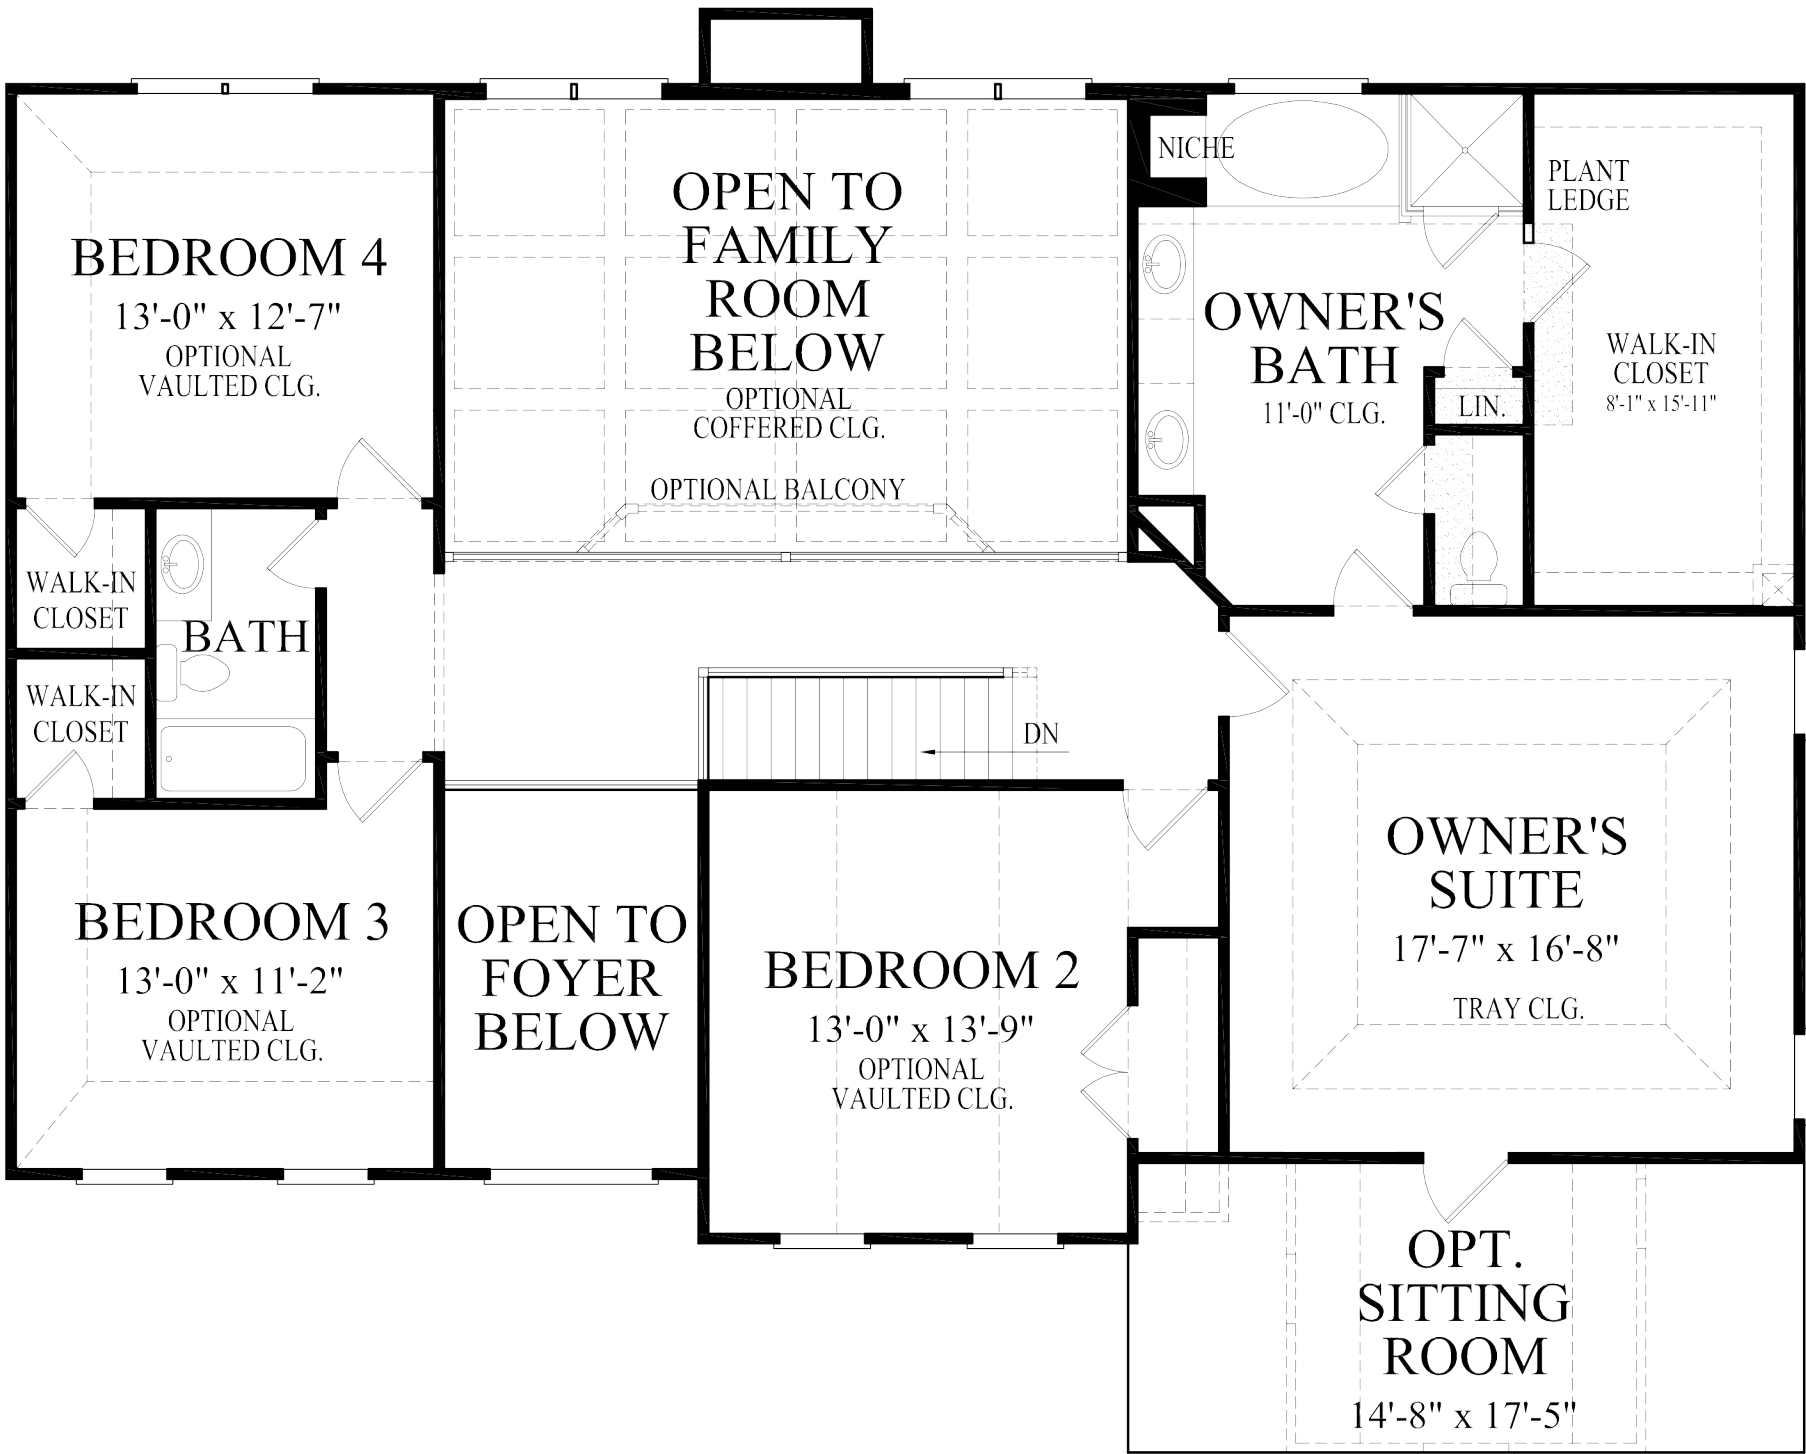 BEDROOM 4
13'-0" x 12'-7"
OPTIONAL
VAULTED CLG.
OPEN TO
FAMILY
ROOM
BELOW
OPTIONAL
COFFERED CLG.
OPTIONAL BALCONY
NICHE
OWNER'S
BATH
11'-0" CLG.
LIN.
PLANT
LEDGE
WALK-IN
CLOSET
8'-1" x 15'-11"
WALK-IN
CLOSET
BATH
WALK-IN
CLOSET
DN
BEDROOM 3
13'-0" x 11'-2"
OPTIONAL
VAULTED CLG.
OPEN TO
FOYER
BELOW
BEDROOM 2
13'-0" x 13'-9"
OPTIONAL
VAULTED CLG.
OWNER'S
SUITE
17'-7" x 16'-8"
TRAY CLG.
OPT.
SITTING
ROOM
14'-8" x 17'-5"